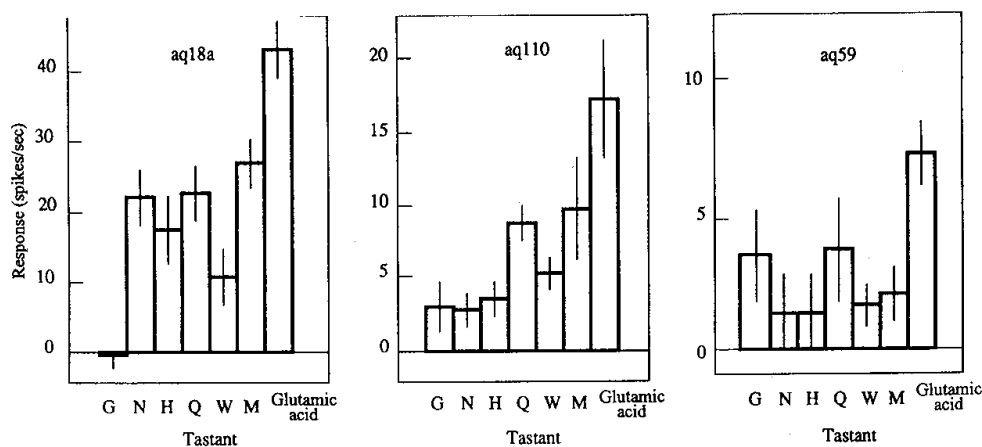 aq18a
40
30
20
10
0
Response (spikes/sec)
G N H Q W M Glutamic acid
Tastant
aq110
20
15
10
5
0
G N H Q W M Glutamic acid
Tastant
aq59
10
5
0
G N H Q W M Glutamic acid
Tastant